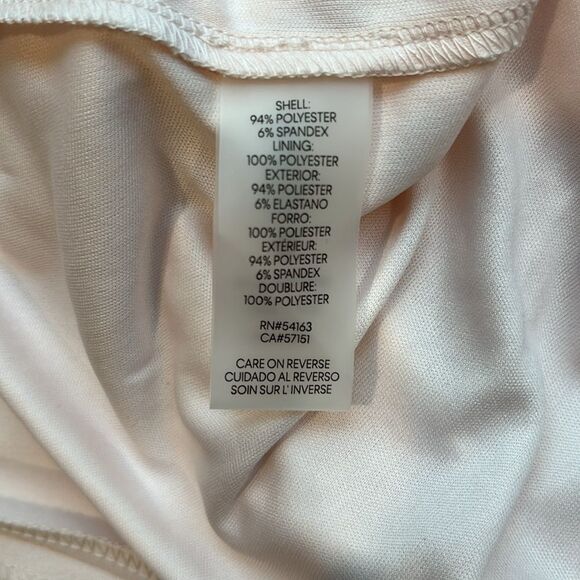 SHELL:
94% POLYESTER
6% SPANDEX
LINING:
100% POLYESTER
EXTERIOR:
94% POLIESTER
6% ELASTANO
FORRO:
100% POLIESTER
EXTÉRIEUR:
94% POLYESTER
6% SPANDEX
DOUBLURE:
100% POLYESTER
RN#54163
CA#57151
CARE ON REVERSE
CUIDADO AL REVERSO
SOIN SUR L'INVERSE